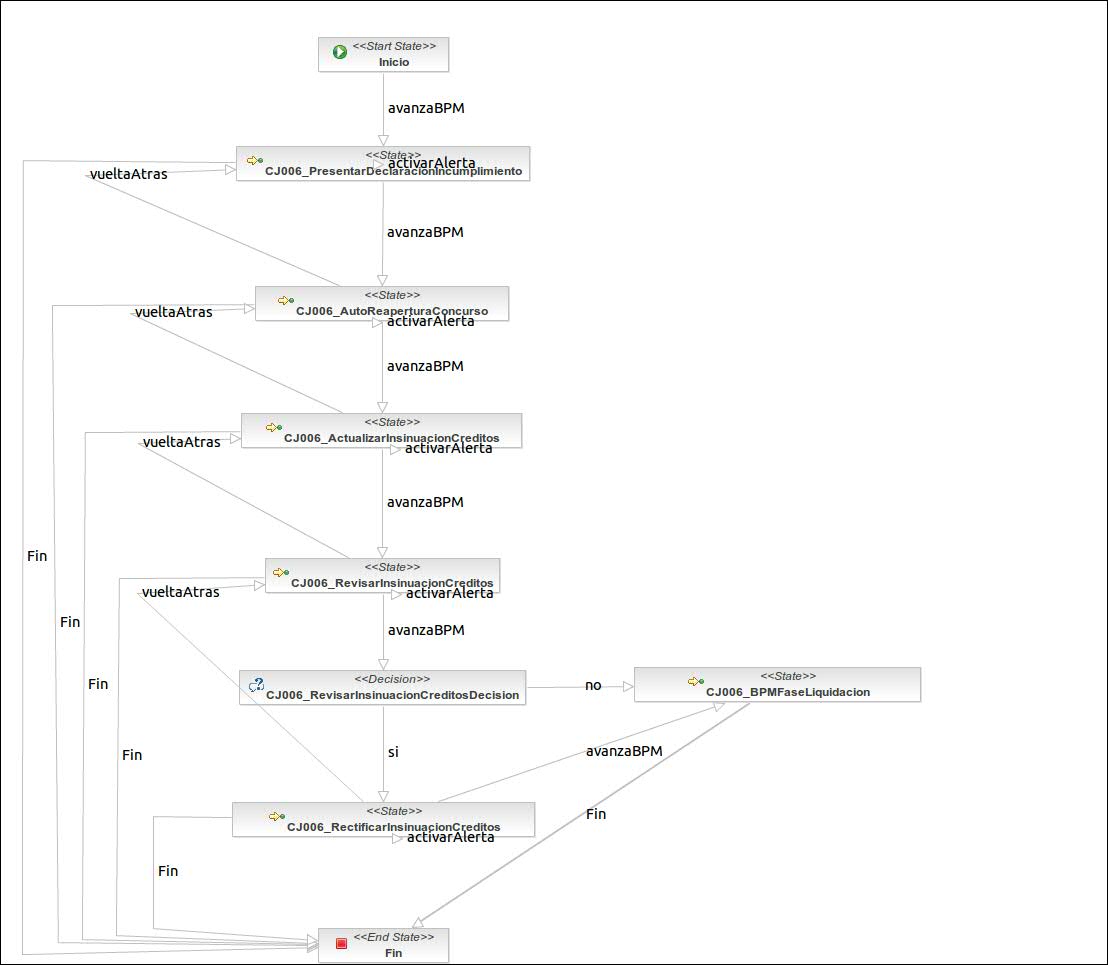 <<Start State>>
Inicio
avanzaBPM
<<State>>
activarAlerta
CJ006_PresentarDeclaracionIncumplimiento
vueltaAtras
avanzaBPM
<<State>>
CJ006_AutoReaperturaConcurso
vueltaAtras
activarAlerta
avanzaBPM
<<State>>
CJ006_ActualizarInsinuacionCreditos
vueltaAtras
activarAlerta
avanzaBPM
Fin
<<State>>
CJ006_RevisarInsinuacionCreditos
vueltaAtras
activarAlerta
Fin
avanzaBPM
<<Decision>>
CJ006_RevisarInsinuacionCreditosDecision
no
<<State>>
CJ006_BPMFaseLiquidacion
Fin
si
avanzaBPM
Fin
<<State>>
CJ006_RectificarInsinuacionCreditos
activarAlerta
Fin
Fin
<<End State>>
Fin